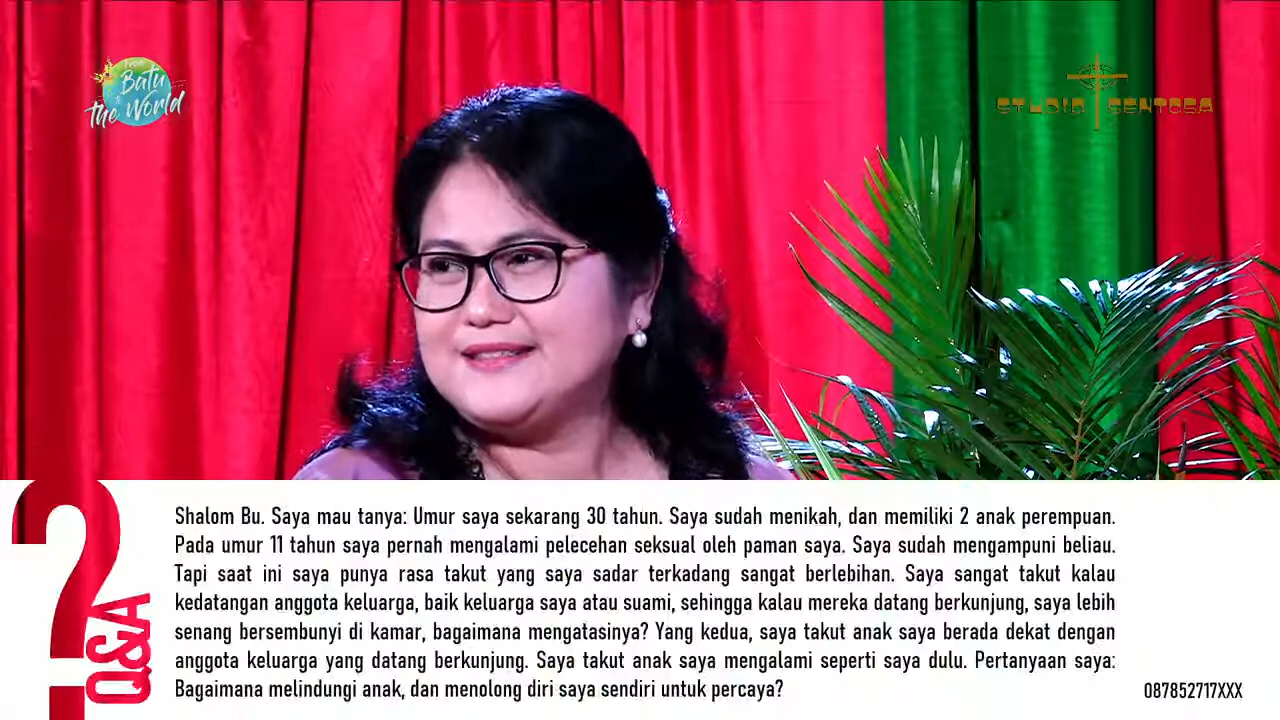 From
Batu
to
the World
STUDIO SENTOSA
Shalom Bu. Saya mau tanya: Umur saya sekarang 30 tahun. Saya sudah menikah, dan memiliki 2 anak perempuan.
Pada umur 11 tahun saya pernah mengalami pelecehan seksual oleh paman saya. Saya sudah mengampuni beliau.
Tapi saat ini saya punya rasa takut yang saya sadar terkadang sangat berlebihan. Saya sangat takut kalau
kedatangan anggota keluarga, baik keluarga saya atau suami, sehingga kalau mereka datang berkunjung, saya lebih
senang bersembunyi di kamar, bagaimana mengatasinya? Yang kedua, saya takut anak saya berada dekat dengan
anggota keluarga yang datang berkunjung. Saya takut anak saya mengalami seperti saya dulu. Pertanyaan saya:
Bagaimana melindungi anak, dan menolong diri saya sendiri untuk percaya?
?
Q&A
087852717XXX